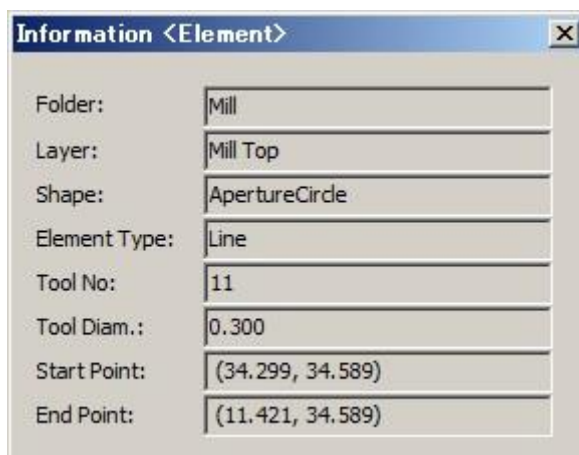 Information <Element>
Folder: Mill
Layer: Mill Top
Shape: ApertureCircle
Element Type: Line
Tool No: 11
Tool Diam.: 0.300
Start Point: (34.299, 34.589)
End Point: (11.421, 34.589)